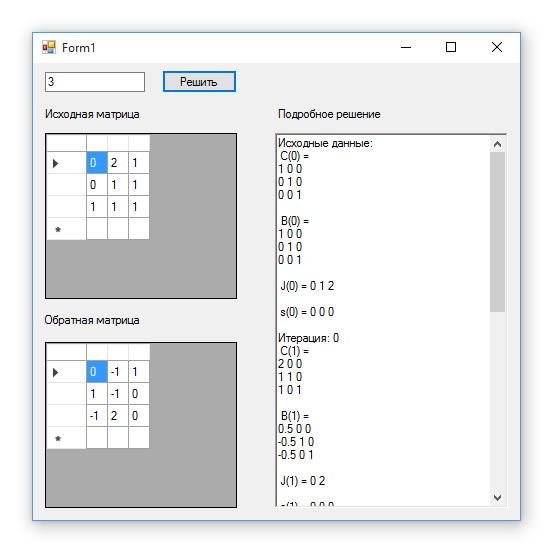 Form1
3
Решить
Исходная матрица
0 2 1
0 1 1
1 1 1
*
Обратная матрица
0 -1 1
1 -1 0
-1 2 0
*
Подробное решение
Исходные данные:
C(0) =
1 0 0
0 1 0
0 0 1
B(0) =
1 0 0
0 1 0
0 0 1
J(0) = 0 1 2
s(0) = 0 0 0
Итерация: 0
C(1) =
2 0 0
1 1 0
1 0 1
B(1) =
0.5 0 0
-0.5 1 0
-0.5 0 1
J(1) = 0 2
s(1) = 0 0 0